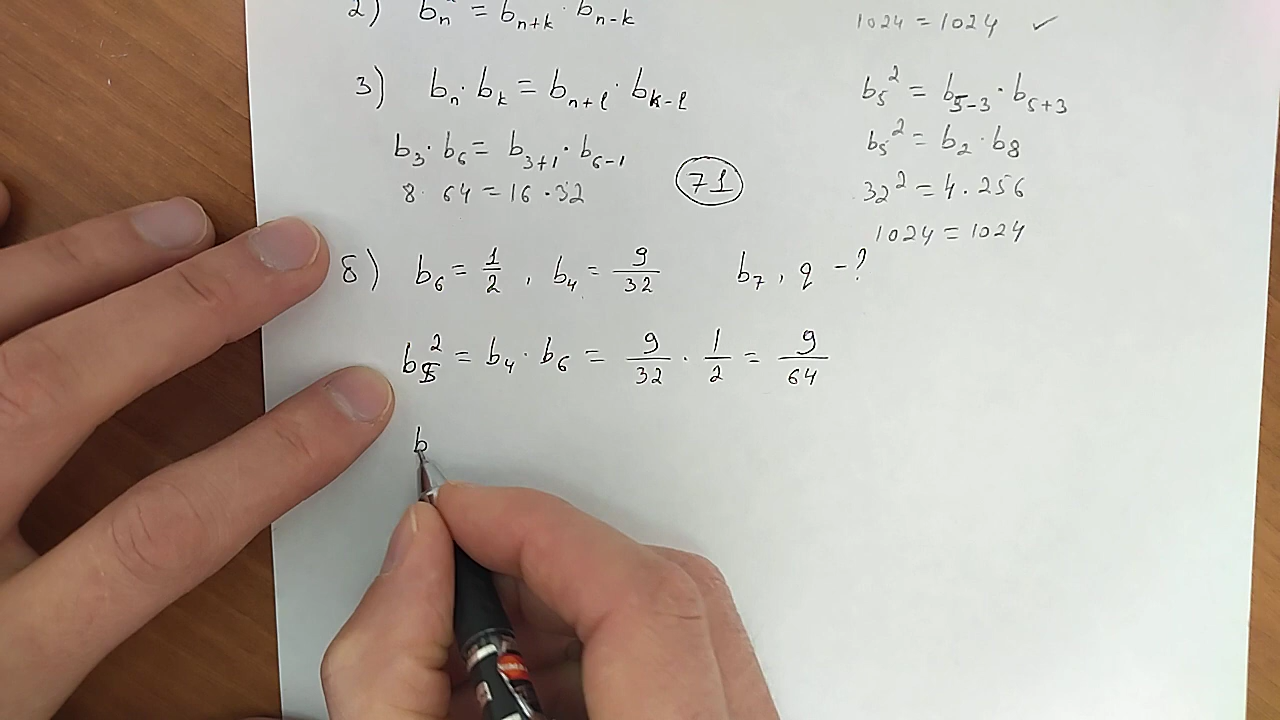 2) bₙ² = bₙ₊ₖ · bₙ₋ₖ
3) bₙ · bₖ = bₙ₊ₗ · bₖ₋ₗ
b₃ · b₆ = b₃₊₁ · b₆₋₁
8 · 64 = 16 · 32
71
1024 = 1024 ✓
b₅² = b₅₋₃ · b₅₊₃
b₅² = b₂ · b₈
32² = 4 · 256
1024 = 1024
б) b₆ = 1/2 , b₄ = 9/32 b₇ , q - ?
b₅² = b₄ · b₆ = 9/32 · 1/2 = 9/64
b